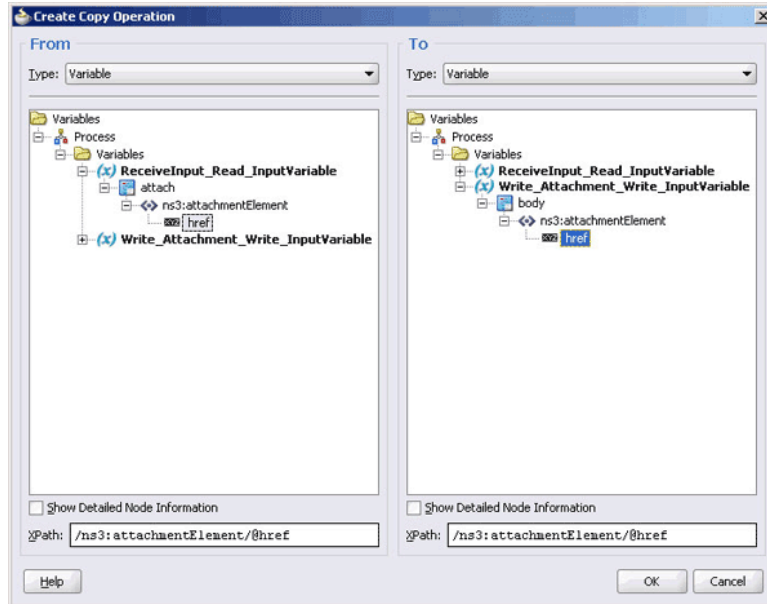 Create Copy Operation
From
Type: Variable
Variables
Process
Variables
(x) ReceiveInput_Read_InputVariable
attach
<> ns3:attachmentElement
href
(x) Write_Attachment_Write_InputVariable
Show Detailed Node Information
XPath: /ns3:attachmentElement/@href
To
Type: Variable
Variables
Process
Variables
(x) ReceiveInput_Read_InputVariable
(x) Write_Attachment_Write_InputVariable
body
<> ns3:attachmentElement
href
Show Detailed Node Information
XPath: /ns3:attachmentElement/@href
Help
OK
Cancel